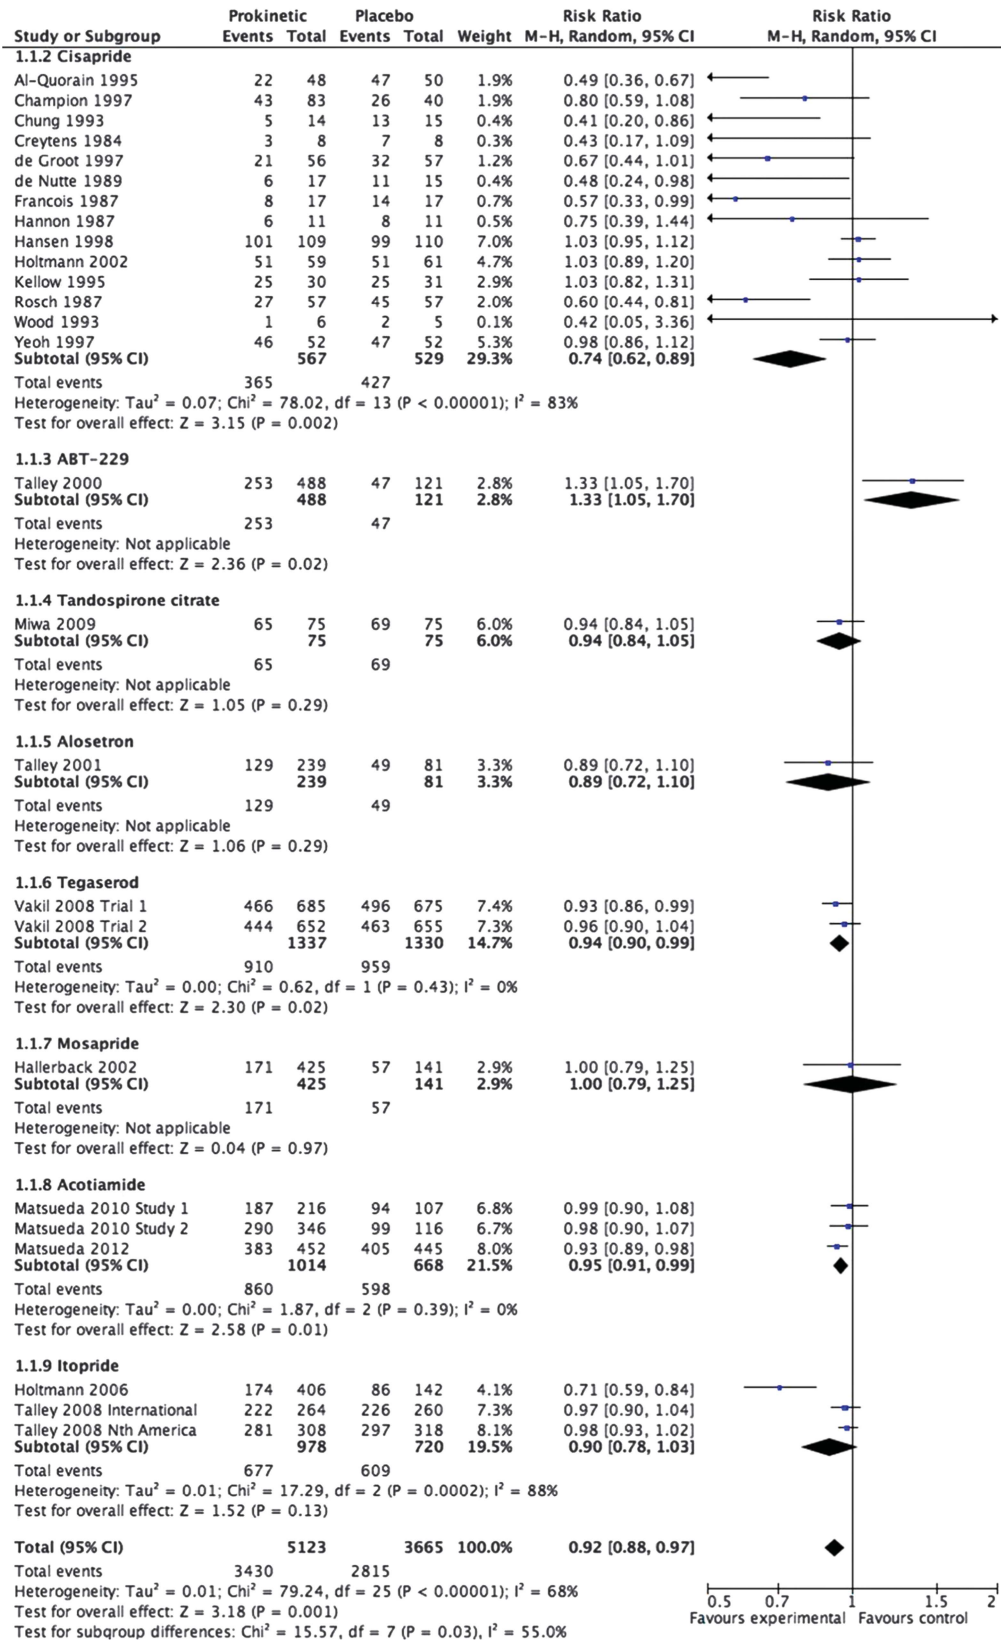 Prokinetic Placebo Risk Ratio Risk Ratio
Study or Subgroup Events Total Events Total Weight M-H, Random, 95% CI M-H, Random, 95% CI
1.1.2 Cisapride
Al-Quorain 1995 22 48 47 50 1.9% 0.49 [0.36, 0.67]
Champion 1997 43 83 26 40 1.9% 0.80 [0.59, 1.08]
Chung 1993 5 14 13 15 0.4% 0.41 [0.20, 0.86]
Creytens 1984 3 8 7 8 0.3% 0.43 [0.17, 1.09]
de Groot 1997 21 56 32 57 1.2% 0.67 [0.44, 1.01]
de Nutte 1989 6 17 11 15 0.4% 0.48 [0.24, 0.98]
Francois 1987 8 17 14 17 0.7% 0.57 [0.33, 0.99]
Hannon 1987 6 11 8 11 0.5% 0.75 [0.39, 1.44]
Hansen 1998 101 109 99 110 7.0% 1.03 [0.95, 1.12]
Holtmann 2002 51 59 51 61 4.7% 1.03 [0.89, 1.20]
Kellow 1995 25 30 25 31 2.9% 1.03 [0.82, 1.31]
Rosch 1987 27 57 45 57 2.0% 0.60 [0.44, 0.81]
Wood 1993 1 6 2 5 0.1% 0.42 [0.05, 3.36]
Yeoh 1997 46 52 47 52 5.3% 0.98 [0.86, 1.12]
Subtotal (95% CI) 567 529 29.3% 0.74 [0.62, 0.89]
Total events 365 427
Heterogeneity: Tau² = 0.07; Chi² = 78.02, df = 13 (P < 0.00001); I² = 83%
Test for overall effect: Z = 3.15 (P = 0.002)
1.1.3 ABT-229
Talley 2000 253 488 47 121 2.8% 1.33 [1.05, 1.70]
Subtotal (95% CI) 488 121 2.8% 1.33 [1.05, 1.70]
Total events 253 47
Heterogeneity: Not applicable
Test for overall effect: Z = 2.36 (P = 0.02)
1.1.4 Tandospirone citrate
Miwa 2009 65 75 69 75 6.0% 0.94 [0.84, 1.05]
Subtotal (95% CI) 75 75 6.0% 0.94 [0.84, 1.05]
Total events 65 69
Heterogeneity: Not applicable
Test for overall effect: Z = 1.05 (P = 0.29)
1.1.5 Alosetron
Talley 2001 129 239 49 81 3.3% 0.89 [0.72, 1.10]
Subtotal (95% CI) 239 81 3.3% 0.89 [0.72, 1.10]
Total events 129 49
Heterogeneity: Not applicable
Test for overall effect: Z = 1.06 (P = 0.29)
1.1.6 Tegaserod
Vakil 2008 Trial 1 466 685 496 675 7.4% 0.93 [0.86, 0.99]
Vakil 2008 Trial 2 444 652 463 655 7.3% 0.96 [0.90, 1.04]
Subtotal (95% CI) 1337 1330 14.7% 0.94 [0.90, 0.99]
Total events 910 959
Heterogeneity: Tau² = 0.00; Chi² = 0.62, df = 1 (P = 0.43); I² = 0%
Test for overall effect: Z = 2.30 (P = 0.02)
1.1.7 Mosapride
Hallerback 2002 171 425 57 141 2.9% 1.00 [0.79, 1.25]
Subtotal (95% CI) 425 141 2.9% 1.00 [0.79, 1.25]
Total events 171 57
Heterogeneity: Not applicable
Test for overall effect: Z = 0.04 (P = 0.97)
1.1.8 Acotiamide
Matsueda 2010 Study 1 187 216 94 107 6.8% 0.99 [0.90, 1.08]
Matsueda 2010 Study 2 290 346 99 116 6.7% 0.98 [0.90, 1.07]
Matsueda 2012 383 452 405 445 8.0% 0.93 [0.89, 0.98]
Subtotal (95% CI) 1014 668 21.5% 0.95 [0.91, 0.99]
Total events 860 598
Heterogeneity: Tau² = 0.00; Chi² = 1.87, df = 2 (P = 0.39); I² = 0%
Test for overall effect: Z = 2.58 (P = 0.01)
1.1.9 Itopride
Holtmann 2006 174 406 86 142 4.1% 0.71 [0.59, 0.84]
Talley 2008 International 222 264 226 260 7.3% 0.97 [0.90, 1.04]
Talley 2008 Nth America 281 308 297 318 8.1% 0.98 [0.93, 1.02]
Subtotal (95% CI) 978 720 19.5% 0.90 [0.78, 1.03]
Total events 677 609
Heterogeneity: Tau² = 0.01; Chi² = 17.29, df = 2 (P = 0.0002); I² = 88%
Test for overall effect: Z = 1.52 (P = 0.13)
Total (95% CI) 5123 3665 100.0% 0.92 [0.88, 0.97]
Total events 3430 2815
Heterogeneity: Tau² = 0.01; Chi² = 79.24, df = 25 (P < 0.00001); I² = 68%
Test for overall effect: Z = 3.18 (P = 0.001)
Test for subgroup differences: Chi² = 15.57, df = 7 (P = 0.03), I² = 55.0%
0.5 0.7 1 1.5 2
Favours experimental Favours control